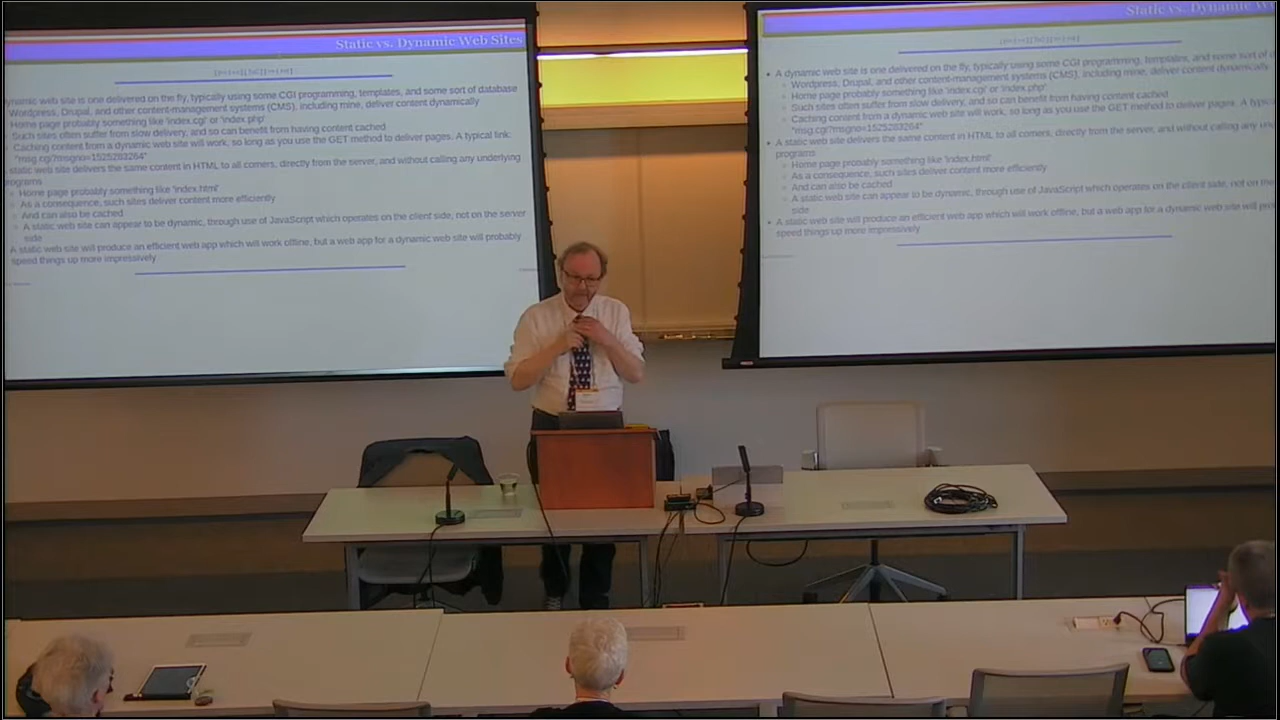 Static vs. Dynamic Web Sites
ynamic web site is one delivered on the fly, typically using some CGI programming, templates, and some sort of database
Wordpress, Drupal, and other content-management systems (CMS), including mine, deliver content dynamically
Home page probably something like 'index.cgi' or 'index.php'
Such sites often suffer from slow delivery, and so can benefit from having content cached
Caching content from a dynamic web site will work, so long as you use the GET method to deliver pages. A typical link:
"msg.cgi?msgno=1525283264"
static web site delivers the same content in HTML to all comers, directly from the server, and without calling any underlying
rograms
Home page probably something like 'index.html'
As a consequence, such sites deliver content more efficiently
And can also be cached
A static web site can appear to be dynamic, through use of JavaScript which operates on the client side, not on the server
side
A static web site will produce an efficient web app which will work offline, but a web app for a dynamic web site will probably
speed things up more impressively
Static vs. Dynamic We
• A dynamic web site is one delivered on the fly, typically using some CGI programming, templates, and some sort of d
Wordpress, Drupal, and other content-management systems (CMS), including mine, deliver content dynamically
Home page probably something like 'index.cgi' or 'index.php'
Such sites often suffer from slow delivery, and so can benefit from having content cached
Caching content from a dynamic web site will work, so long as you use the GET method to deliver pages. A typic
"msg.cgi?msgno=1525283264"
• A static web site delivers the same content in HTML to all comers, directly from the server, and without calling any un
programs
Home page probably something like 'index.html'
As a consequence, such sites deliver content more efficiently
And can also be cached
A static web site can appear to be dynamic, through use of JavaScript which operates on the client side, not on the
side
• A static web site will produce an efficient web app which will work offline, but a web app for a dynamic web site will pro
speed things up more impressively